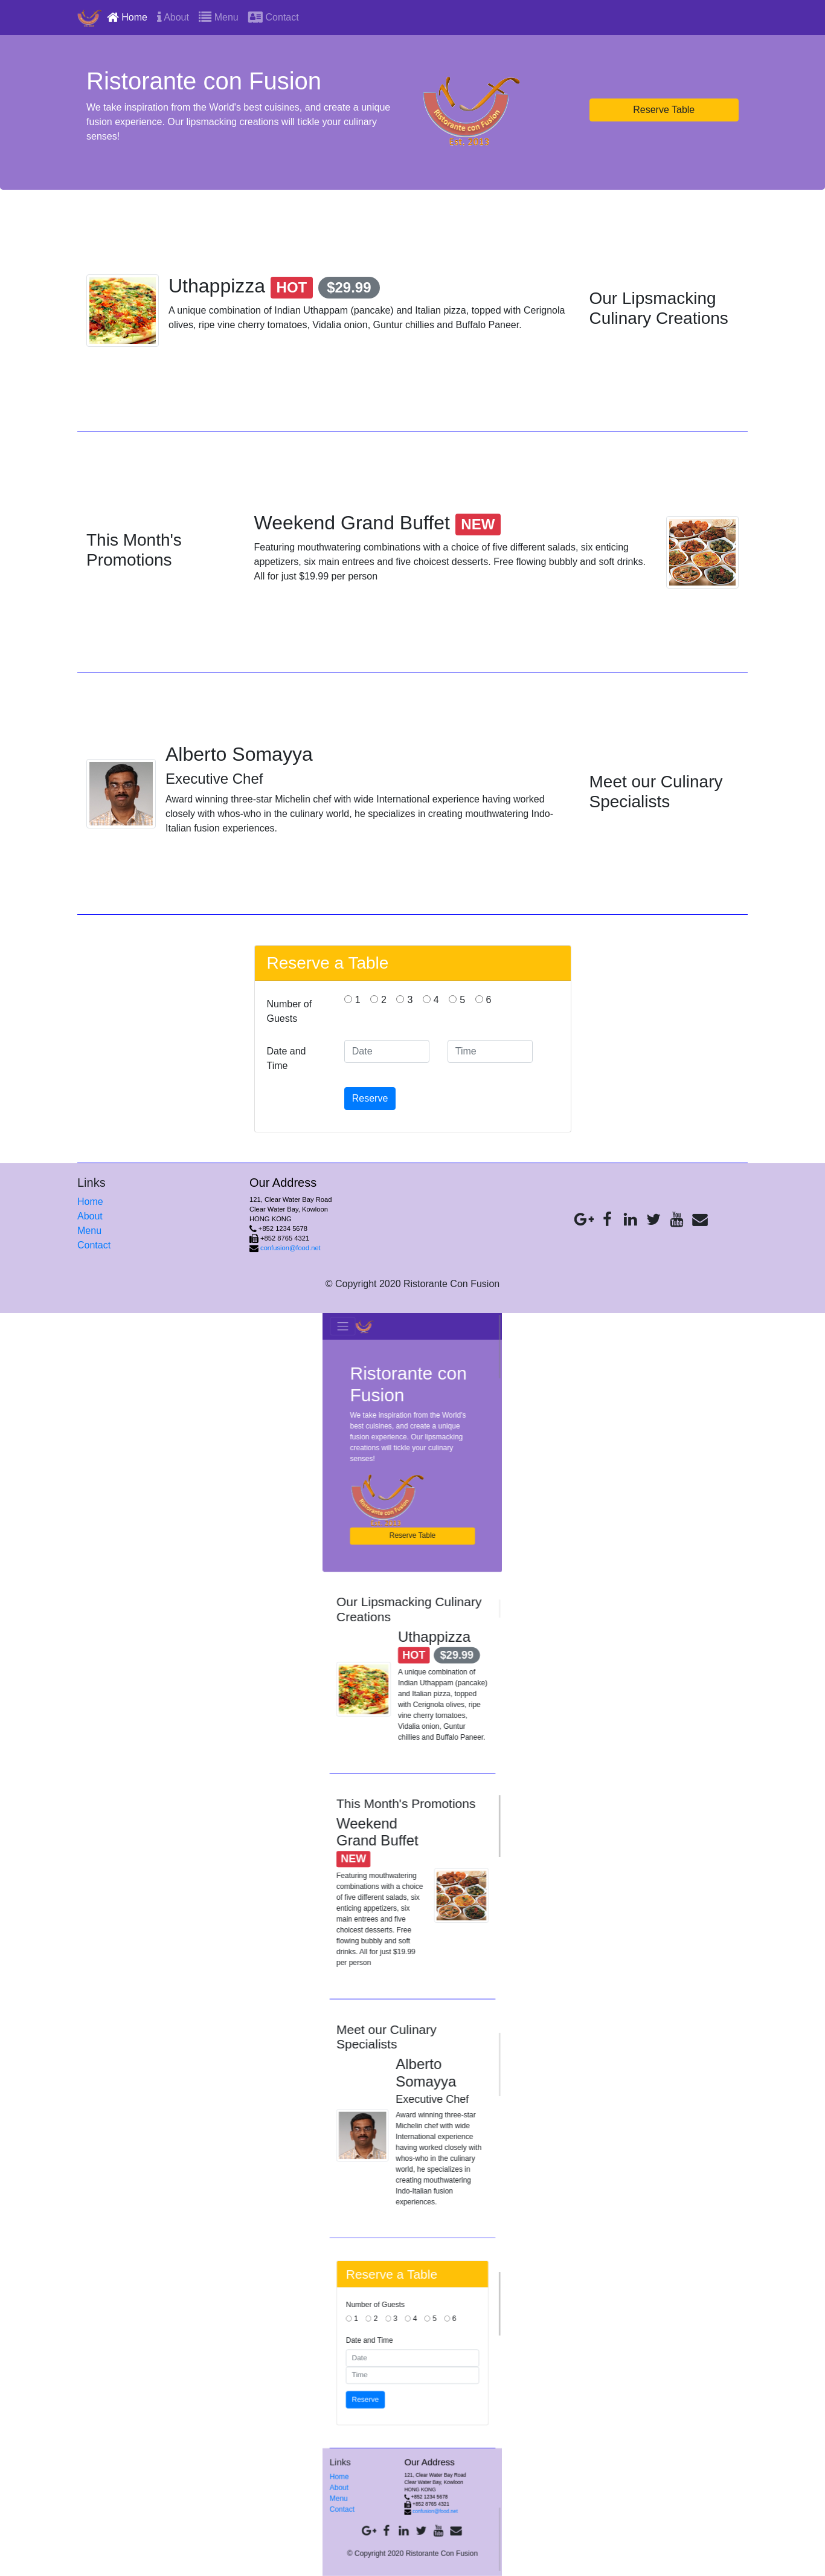 Home About Menu Contact
Ristorante con Fusion
We take inspiration from the World's best cuisines, and create a unique
fusion experience. Our lipsmacking creations will tickle your culinary
senses!
Ristorante con Fusion
Est. 2015
Reserve Table
Uthappizza HOT $29.99
A unique combination of Indian Uthappam (pancake) and Italian pizza, topped with Cerignola
olives, ripe vine cherry tomatoes, Vidalia onion, Guntur chillies and Buffalo Paneer.
Our Lipsmacking
Culinary Creations
This Month's
Promotions
Weekend Grand Buffet NEW
Featuring mouthwatering combinations with a choice of five different salads, six enticing
appetizers, six main entrees and five choicest desserts. Free flowing bubbly and soft drinks.
All for just $19.99 per person
Alberto Somayya
Executive Chef
Award winning three-star Michelin chef with wide International experience having worked
closely with whos-who in the culinary world, he specializes in creating mouthwatering Indo-
Italian fusion experiences.
Meet our Culinary
Specialists
Reserve a Table
Number of
Guests
1 2 3 4 5 6
Date and
Time
Date Time
Reserve
Links
Home
About
Menu
Contact
Our Address
121, Clear Water Bay Road
Clear Water Bay, Kowloon
HONG KONG
+852 1234 5678
+852 8765 4321
confusion@food.net
© Copyright 2020 Ristorante Con Fusion
Ristorante con
Fusion
We take inspiration from the World's
best cuisines, and create a unique
fusion experience. Our lipsmacking
creations will tickle your culinary
senses!
Ristorante con Fusion
Est. 2015
Reserve Table
Our Lipsmacking Culinary
Creations
Uthappizza
HOT $29.99
A unique combination of
Indian Uthappam (pancake)
and Italian pizza, topped
with Cerignola olives, ripe
vine cherry tomatoes,
Vidalia onion, Guntur
chillies and Buffalo Paneer.
This Month's Promotions
Weekend
Grand Buffet
NEW
Featuring mouthwatering
combinations with a choice
of five different salads, six
enticing appetizers, six
main entrees and five
choicest desserts. Free
flowing bubbly and soft
drinks. All for just $19.99
per person
Meet our Culinary
Specialists
Alberto
Somayya
Executive Chef
Award winning three-star
Michelin chef with wide
International experience
having worked closely with
whos-who in the culinary
world, he specializes in
creating mouthwatering
Indo-Italian fusion
experiences.
Reserve a Table
Number of Guests
1 2 3 4 5 6
Date and Time
Date
Time
Reserve
Links
Home
About
Menu
Contact
Our Address
121, Clear Water Bay Road
Clear Water Bay, Kowloon
HONG KONG
+852 1234 5678
+852 8765 4321
confusion@food.net
© Copyright 2020 Ristorante Con Fusion